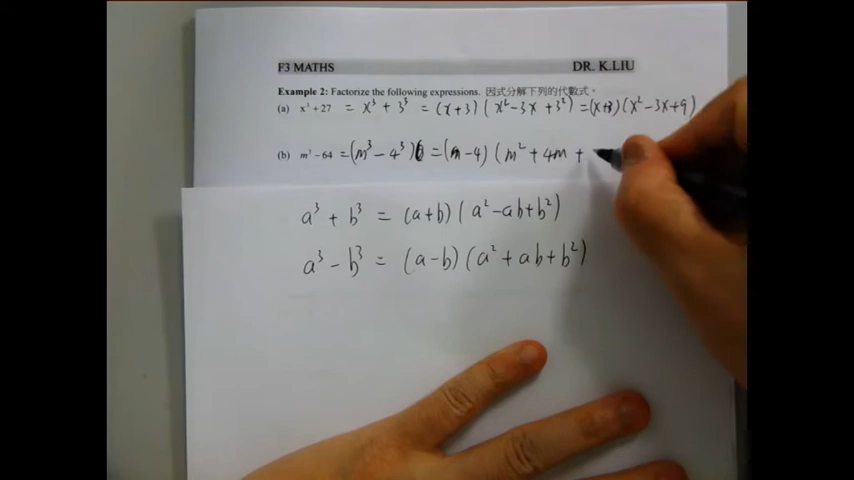 F3 MATHS DR. K.LIU
Example 2: Factorize the following expressions. 因式分解下列的代數式。
(a) x³ + 27 = x³ + 3³ = (x+3) (x² - 3x + 3²) = (x+3) (x² - 3x + 9)
(b) m³ - 64 = (m³ - 4³) = (m - 4) (m² + 4m +
a³ + b³ = (a+b) (a² - ab + b²)
a³ - b³ = (a-b) (a² + ab + b²)